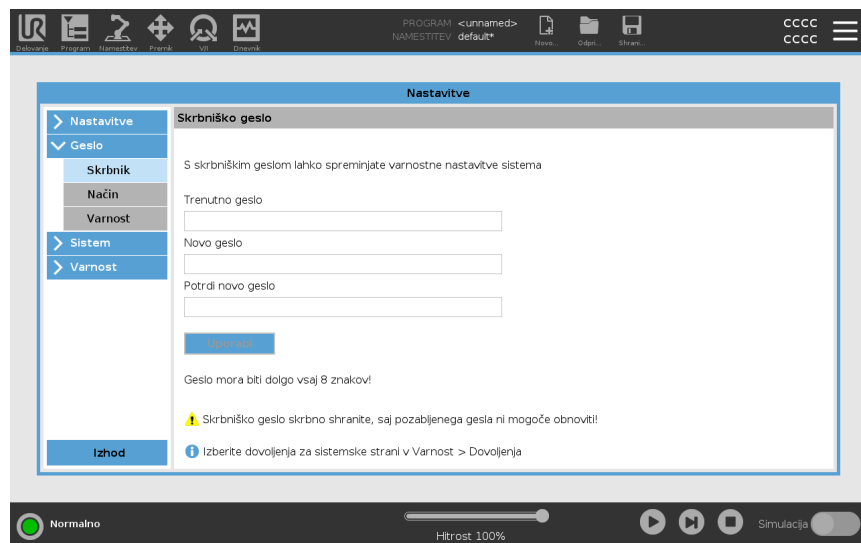 PROGRAM <unnamed>
NAMESTITEV default*
CCCC
CCCC
Delovanje Program Namestitev Premik V/I Dnevnik Novo... Odpri... Shrani...
Nastavitve
Nastavitve
Geslo
Skrbnik
Način
Varnost
Sistem
Varnost
Izhod
Skrbniško geslo
S skrbniškim geslom lahko spreminjate varnostne nastavitve sistema
Trenutno geslo
Novo geslo
Potrdi novo geslo
Uporabi
Geslo mora biti dolgo vsaj 8 znakov!
Skrbniško geslo skrbno shranite, saj pozabljenega gesla ni mogoče obnoviti!
Izberite dovoljenja za sistemske strani v Varnost > Dovoljenja
Normalno
Hitrost 100%
Simulacija